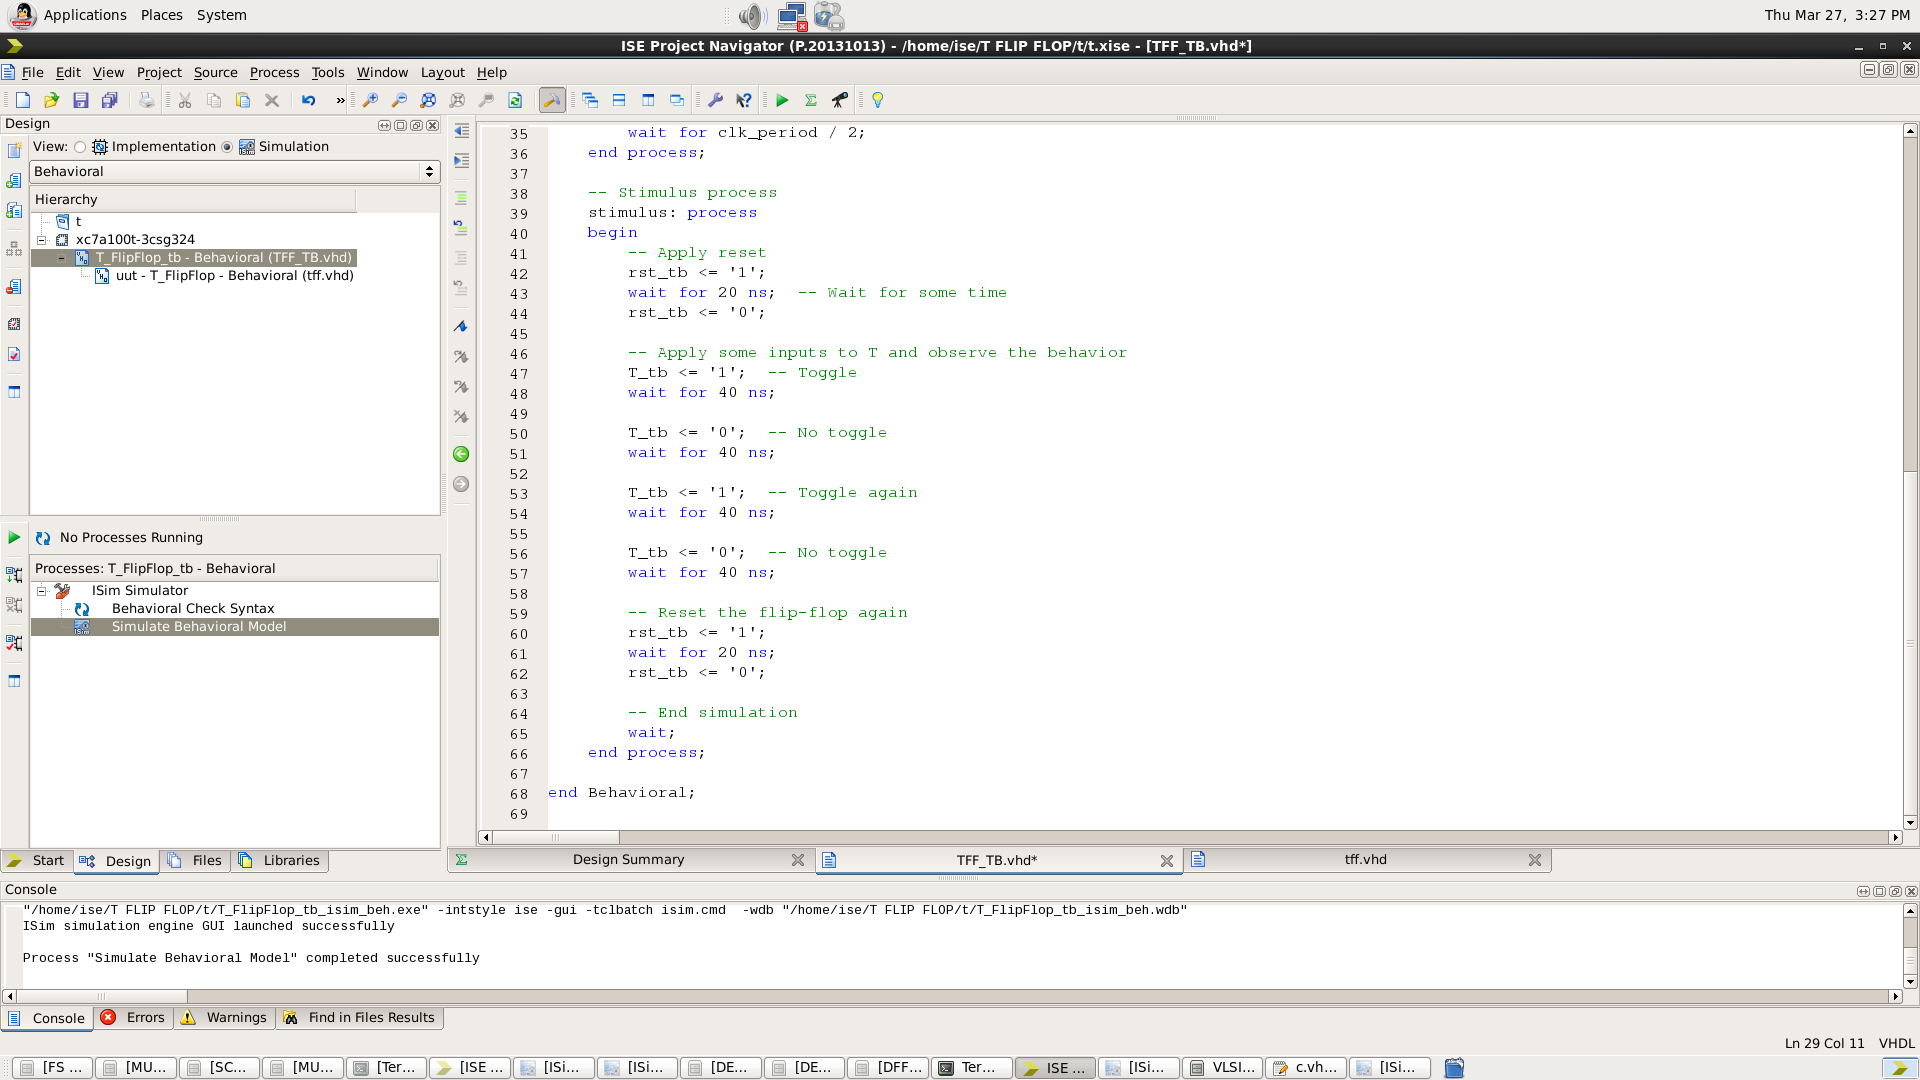 Applications Places System
Thu Mar 27, 3:27 PM
ISE Project Navigator (P.20131013) - /home/ise/T FLIP FLOP/t/t.xise - [TFF_TB.vhd*]
File Edit View Project Source Process Tools Window Layout Help
Design
View: Implementation Simulation
Behavioral
Hierarchy
t
xc7a100t-3csg324
T_FlipFlop_tb - Behavioral (TFF_TB.vhd)
uut - T_FlipFlop - Behavioral (tff.vhd)
No Processes Running
Processes: T_FlipFlop_tb - Behavioral
ISim Simulator
Behavioral Check Syntax
Simulate Behavioral Model
Start Design Files Libraries
35 wait for clk_period / 2;
36 end process;
37
38 -- Stimulus process
39 stimulus: process
40 begin
41 -- Apply reset
42 rst_tb <= '1';
43 wait for 20 ns; -- Wait for some time
44 rst_tb <= '0';
45
46 -- Apply some inputs to T and observe the behavior
47 T_tb <= '1'; -- Toggle
48 wait for 40 ns;
49
50 T_tb <= '0'; -- No toggle
51 wait for 40 ns;
52
53 T_tb <= '1'; -- Toggle again
54 wait for 40 ns;
55
56 T_tb <= '0'; -- No toggle
57 wait for 40 ns;
58
59 -- Reset the flip-flop again
60 rst_tb <= '1';
61 wait for 20 ns;
62 rst_tb <= '0';
63
64 -- End simulation
65 wait;
66 end process;
67
68 end Behavioral;
69
Design Summary TFF_TB.vhd* tff.vhd
Console
"/home/ise/T FLIP FLOP/t/T_FlipFlop_tb_isim_beh.exe" -intstyle ise -gui -tclbatch isim.cmd -wdb "/home/ise/T FLIP FLOP/t/T_FlipFlop_tb_isim_beh.wdb"
ISim simulation engine GUI launched successfully
Process "Simulate Behavioral Model" completed successfully
Console Errors Warnings Find in Files Results
Ln 29 Col 11 VHDL
[FS ... [MU... [SC... [MU... [Ter... [ISE ... [ISi... [ISi... [DE... [DE... [DFF... Ter... ISE ... [ISi... VLSI... c.vh... [ISi...